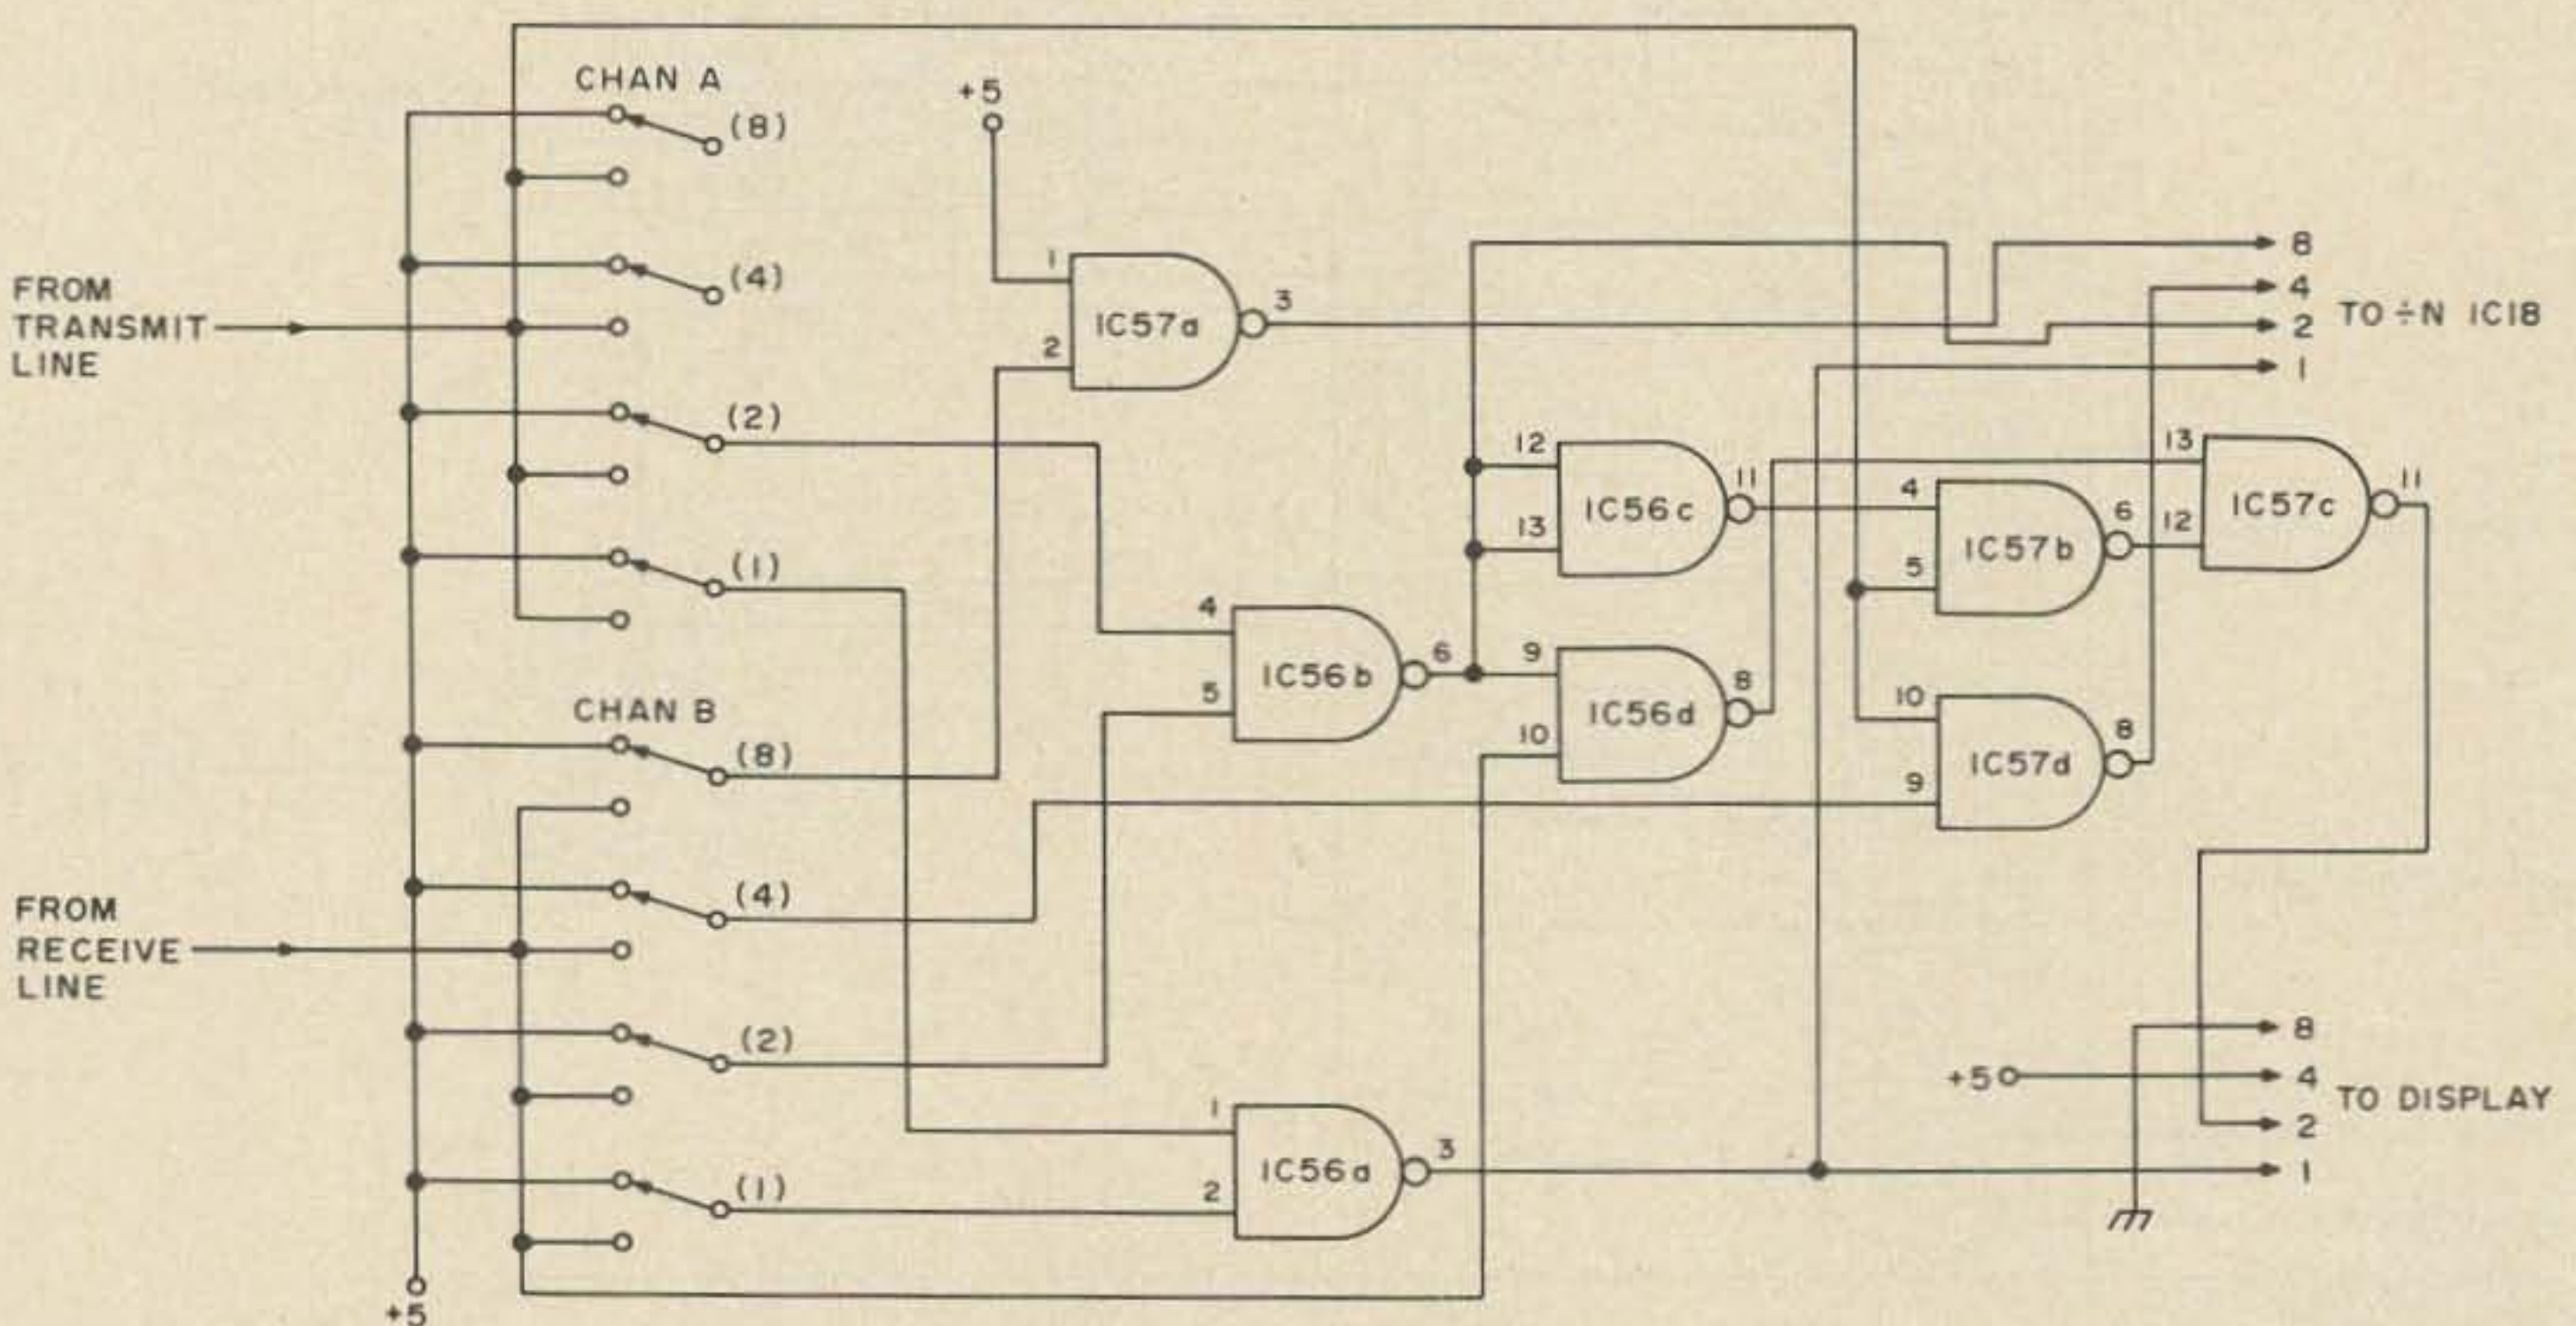 CHAN A
(8)
(4)
(2)
(1)
FROM
TRANSMIT
LINE
CHAN B
(8)
(4)
(2)
(1)
FROM
RECEIVE
LINE
+5
+5
1
2
IC57a
3
4
5
IC56b
6
1
2
IC56a
3
12
13
IC56c
11
9
10
IC56d
8
4
5
IC57b
6
10
9
IC57d
8
13
12
IC57c
11
8
4
2
1
TO ÷N IC18
+5
8
4
2
1
TO DISPLAY